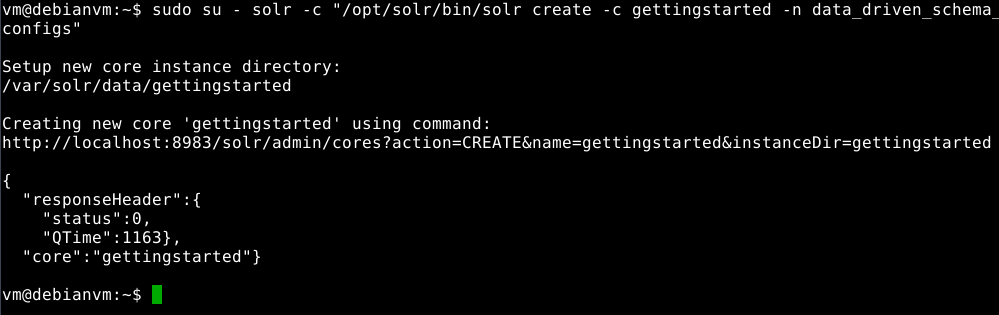 vm@debianvm:~$ sudo su - solr -c "/opt/solr/bin/solr create -c gettingstarted -n data_driven_schema_
configs"
Setup new core instance directory:
/var/solr/data/gettingstarted
Creating new core 'gettingstarted' using command:
http://localhost:8983/solr/admin/cores?action=CREATE&name=gettingstarted&instanceDir=gettingstarted
{
  "responseHeader":{
    "status":0,
    "QTime":1163},
  "core":"gettingstarted"}
vm@debianvm:~$